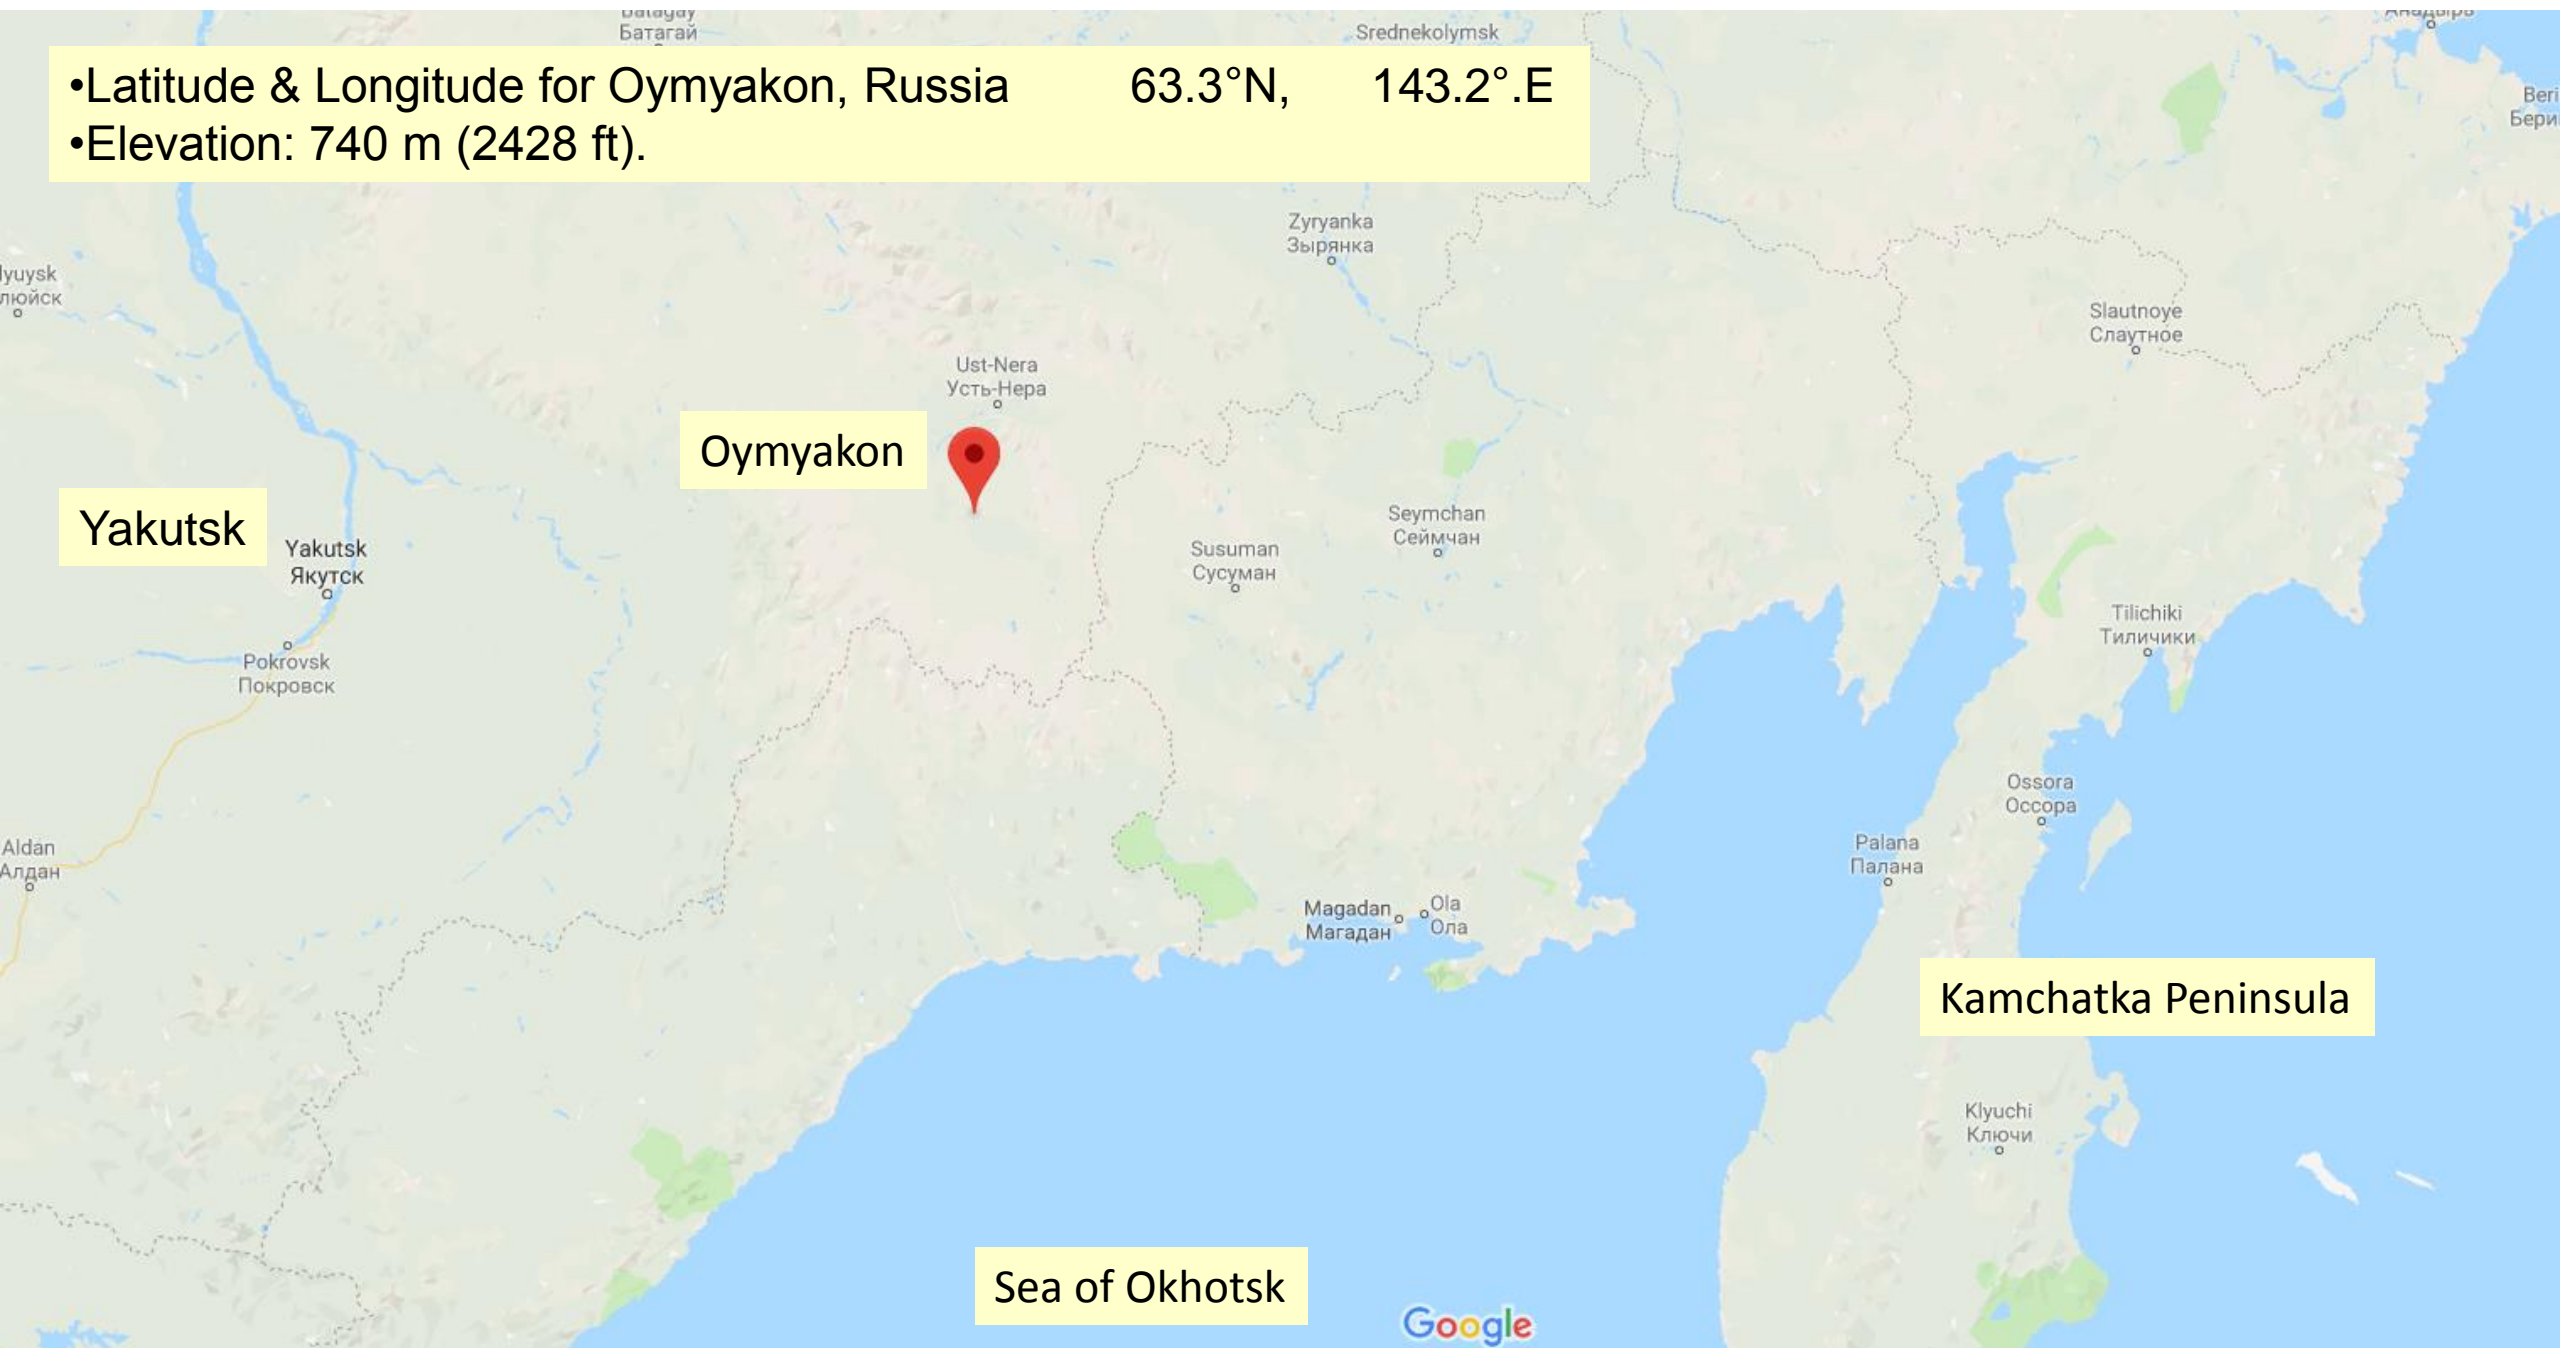 Батагай
Srednekolymsk
•Latitude & Longitude for Oymyakon, Russia 63.3°N, 143.2°.E
•Elevation: 740 m (2428 ft).
Zyryanka
Зырянка
Slautnoye
Слаутное
Ust-Nera
Усть-Нера
Oymyakon
Yakutsk
Yakutsk
Якутск
Seymchan
Сеймчан
Susuman
Сусуман
Tilichiki
Тиличики
Pokrovsk
Покровск
Ossora
Оссора
Palana
Палана
Aldan
Алдан
Magadan
Магадан
Ola
Ола
Kamchatka Peninsula
Klyuchi
Ключи
Sea of Okhotsk
Google